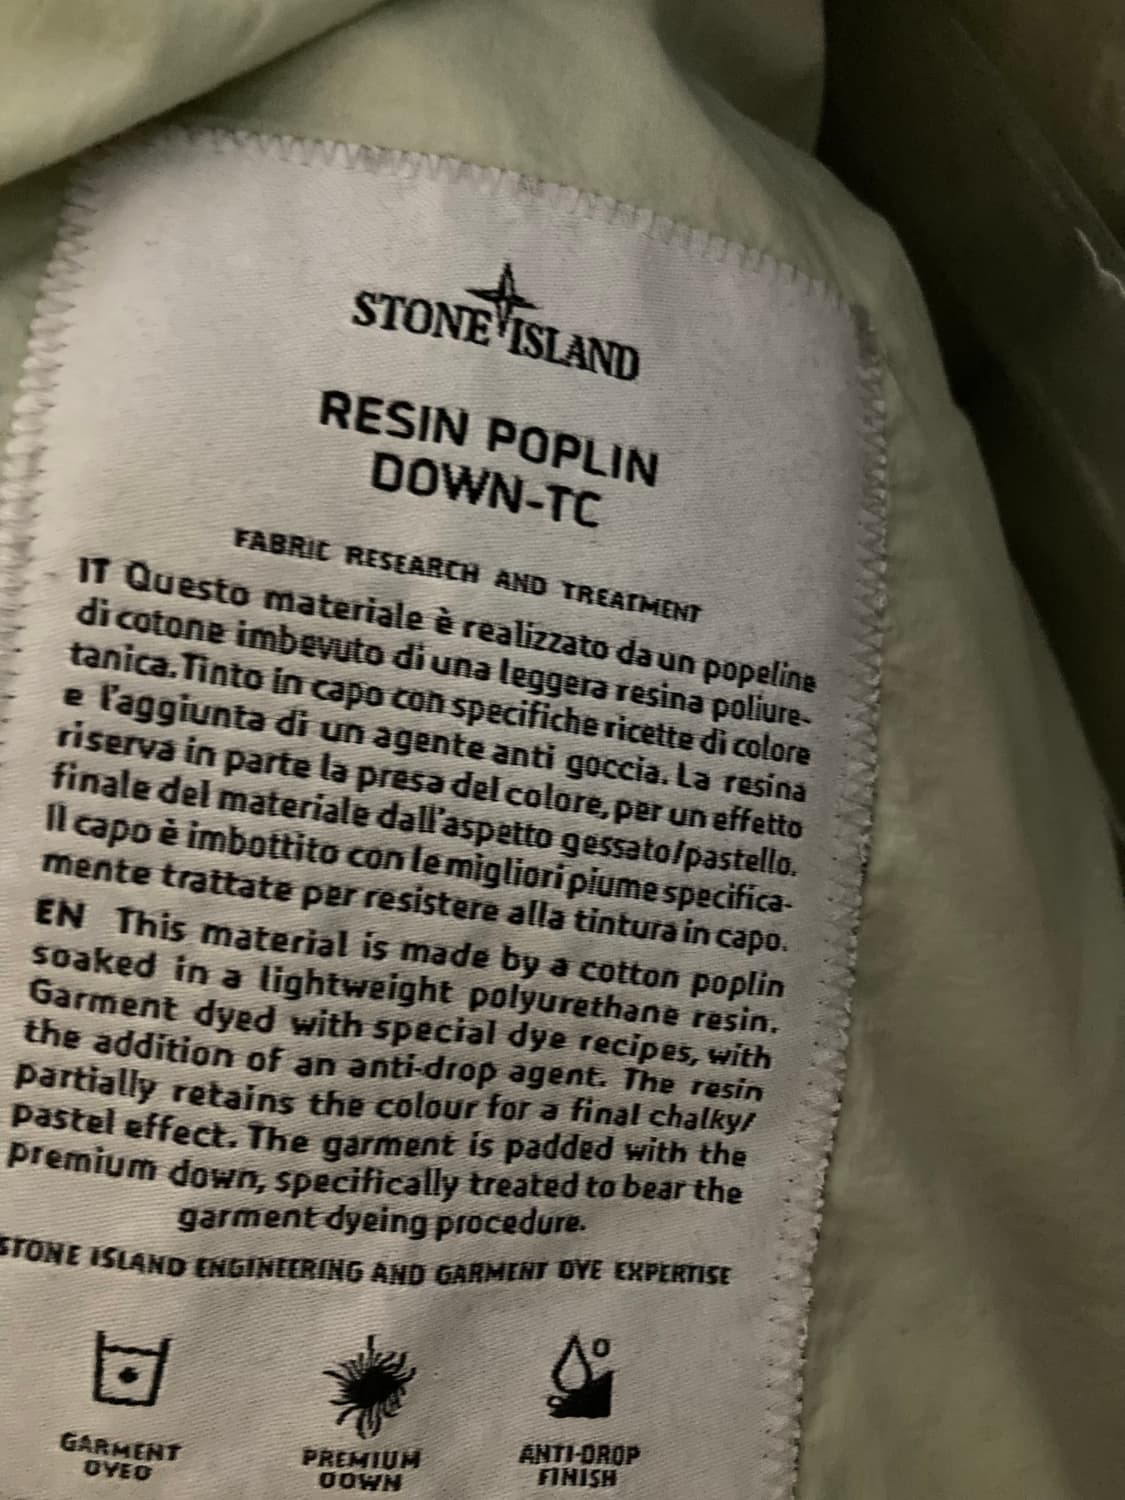 STONE ISLAND
RESIN POPLIN
DOWN-TC
FABRIC RESEARCH AND TREATMENT
IT Questo materiale è realizzato da un popeline
di cotone imbevuto di una leggera resina poliure-
tanica. Tinto in capo con specifiche ricette di colore
e l'aggiunta di un agente anti goccia. La resina
riserva in parte la presa del colore, per un effetto
finale del materiale dall'aspetto gessato/pastello.
Il capo è imbottito con le migliori piume specifica-
mente trattate per resistere alla tintura in capo.
EN This material is made by a cotton poplin
soaked in a lightweight polyurethane resin.
Garment dyed with special dye recipes, with
the addition of an anti-drop agent. The resin
partially retains the colour for a final chalky/
pastel effect. The garment is padded with the
premium down, specifically treated to bear the
garment dyeing procedure.
STONE ISLAND ENGINEERING AND GARMENT DYE EXPERTISE
GARMENT
DYED
PREMIUM
DOWN
ANTI-DROP
FINISH